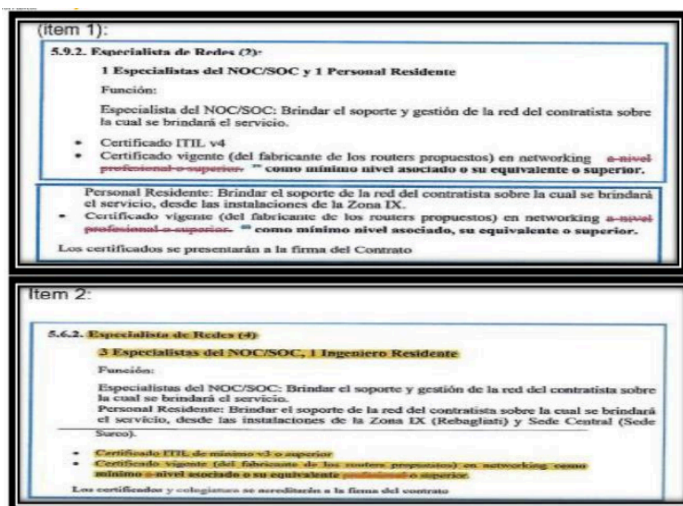 (item 1):
5.9.2. Especialista de Redes (2):
1 Especialistas del NOC/SOC y 1 Personal Residente
Función:
Especialista del NOC/SOC: Brindar el soporte y gestión de la red del contratista sobre
la cual se brindará el servicio.
• Certificado ITIL v4
• Certificado vigente (del fabricante de los routers propuestos) en networking a nivel
profesional o superior. como mínimo nivel asociado o su equivalente o superior.
Personal Residente: Brindar el soporte de la red del contratista sobre la cual se brindará
el servicio, desde las instalaciones de la Zona IX.
• Certificado vigente (del fabricante de los routers propuestos) en networking a nivel
profesional o superior. como mínimo nivel asociado, su equivalente o superior.
Los certificados se presentarán a la firma del Contrato
Item 2:
5.6.2. Especialista de Redes (4)
3 Especialistas del NOC/SOC, 1 Ingeniero Residente
Función:
Especialistas del NOC/SOC: Brindar el soporte y gestión de la red del contratista sobre
la cual se brindará el servicio.
Personal Residente: Brindar el soporte de la red del contratista sobre la cual se brindará
el servicio, desde las instalaciones de la Zona IX (Rebagliati) y Sede Central (Sede
Surco).
• Certificado ITIL de mínimo v3 o superior
• Certificado vigente (del fabricante de los routers propuestos) en networking como
mínimo a nivel asociado o su equivalente profesional o superior.
Los certificados y colegiatura se acreditarán a la firma del contrato